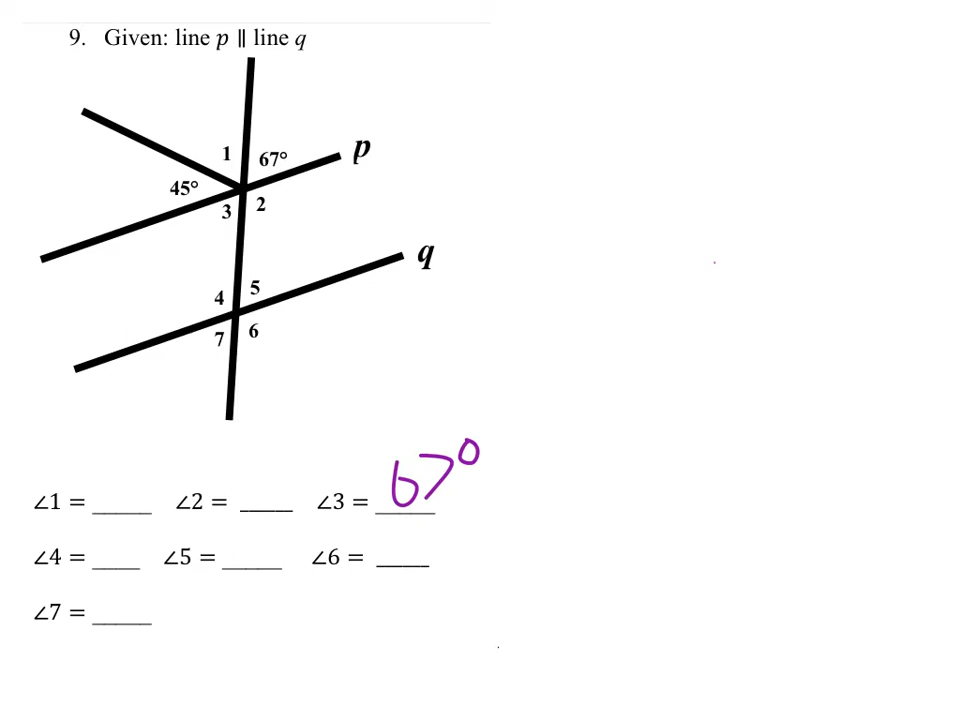 9. Given: line p ∥ line q
1 67° p
45°
3 2
q
4 5
7 6
∠1 = _____ ∠2 = _____ ∠3 = 67°
∠4 = ____ ∠5 = _____ ∠6 = _____
∠7 = _____